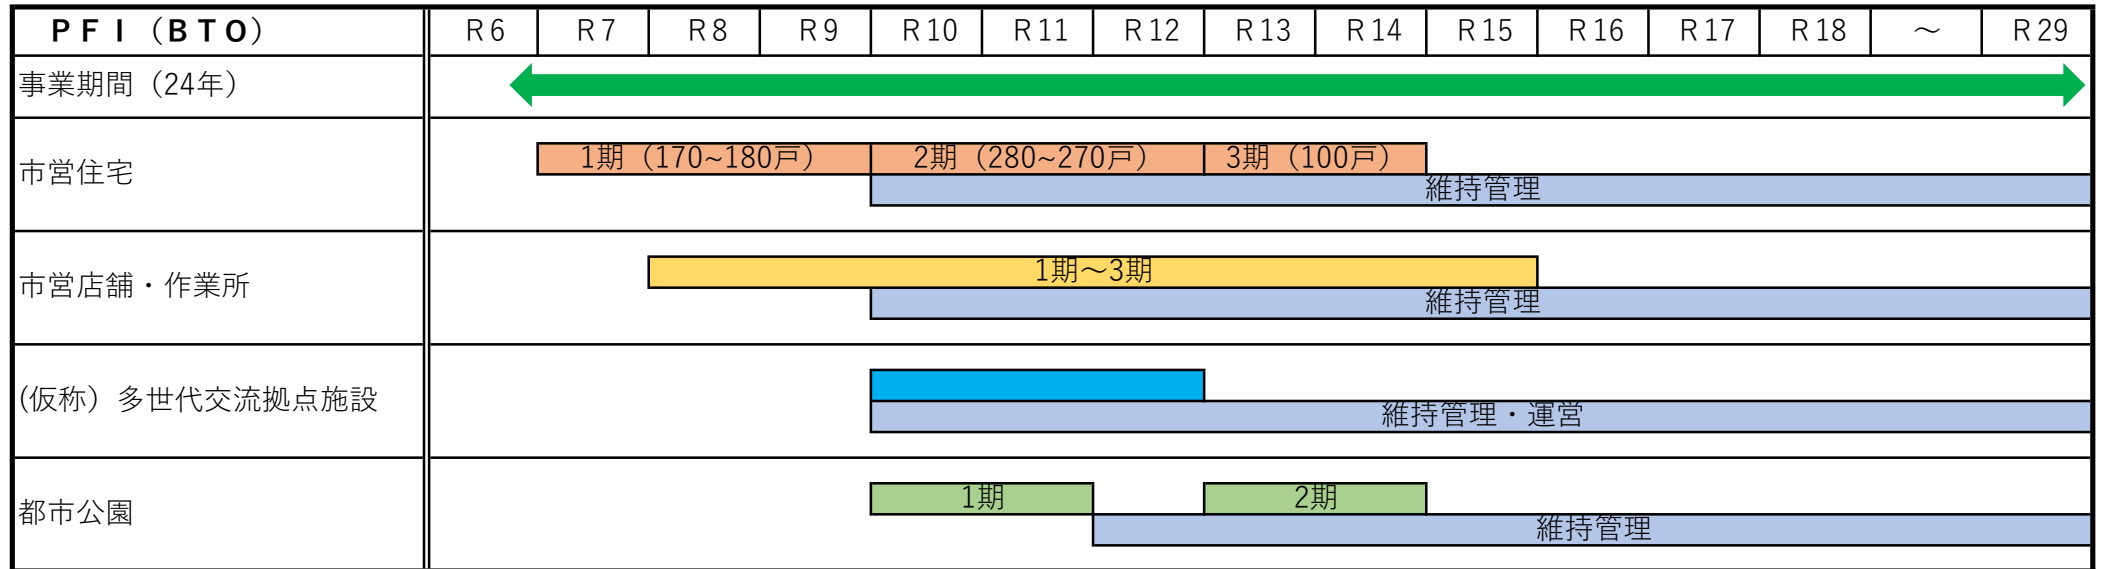 ＰＦＩ（ＢＴＯ） Ｒ6 Ｒ7 Ｒ8 Ｒ9 Ｒ10 Ｒ11 Ｒ12 Ｒ13 Ｒ14 Ｒ15 Ｒ16 Ｒ17 Ｒ18 ～ Ｒ29
事業期間（24年）
市営住宅
1期（170~180戸） 2期（280~270戸） 3期（100戸）
維持管理
市営店舗・作業所
1期～3期
維持管理
(仮称）多世代交流拠点施設
維持管理・運営
都市公園
1期 2期
維持管理